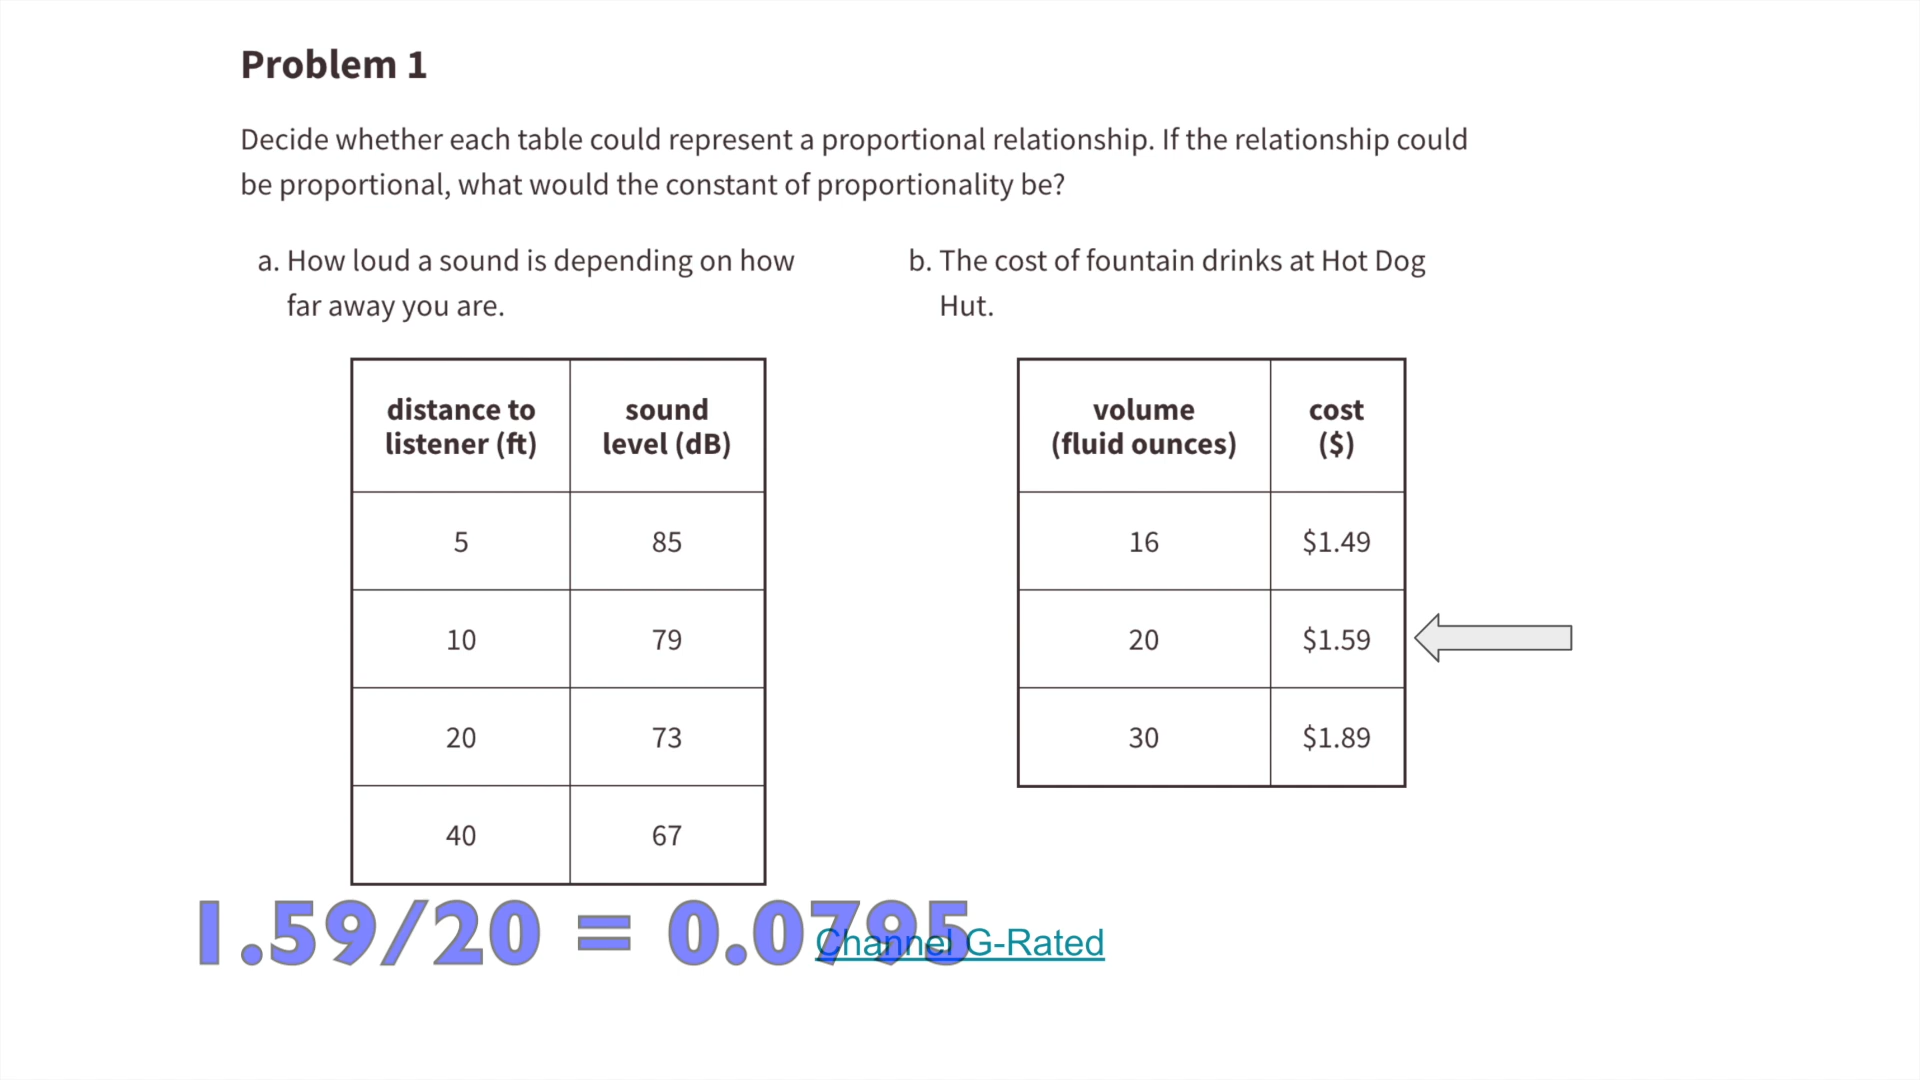 Problem 1
Decide whether each table could represent a proportional relationship. If the relationship could
be proportional, what would the constant of proportionality be?
a. How loud a sound is depending on how
far away you are.
distance to
listener (ft)
sound
level (dB)
5 85
10 79
20 73
40 67
b. The cost of fountain drinks at Hot Dog
Hut.
volume
(fluid ounces)
cost
($)
16 $1.49
20 $1.59
30 $1.89
1.59/20 = 0.0795
Channel G-Rated